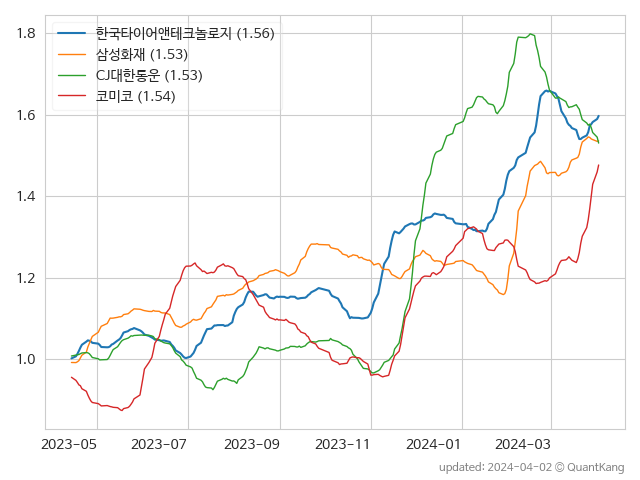 한국타이어앤테크놀로지 (1.56)
삼성화재 (1.53)
CJ대한통운 (1.53)
코미코 (1.54)
1.8
1.6
1.4
1.2
1.0
2023-05 2023-07 2023-09 2023-11 2024-01 2024-03
updated: 2024-04-02 © QuantKang